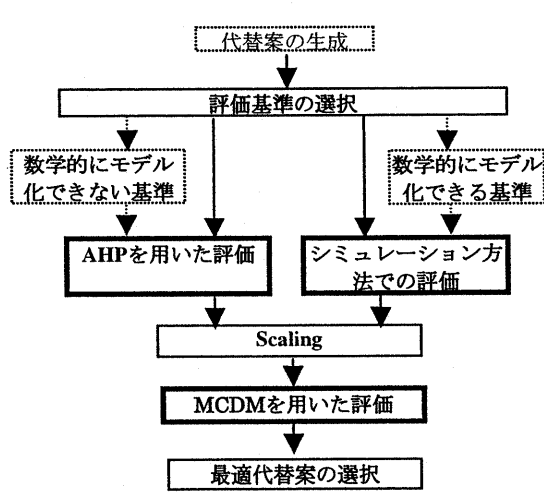 代替案の生成
評価基準の選択
数学的にモデル
化できない基準
数学的にモデル
化できる基準
AHPを用いた評価
シミュレーション方
法での評価
Scaling
MCDMを用いた評価
最適代替案の選択